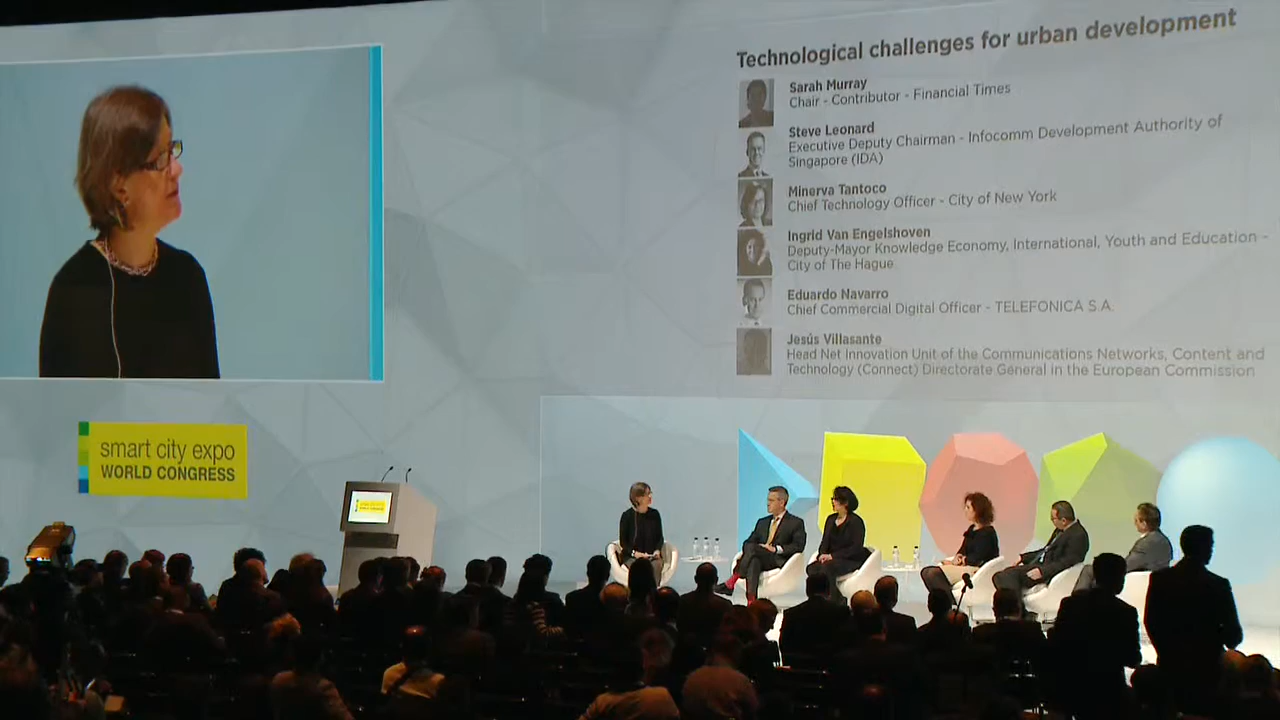 Technological challenges for urban development
Sarah Murray
Chair - Contributor - Financial Times
Steve Leonard
Executive Deputy Chairman - Infocomm Development Authority of
Singapore (IDA)
Minerva Tantoco
Chief Technology Officer - City of New York
Ingrid Van Engelshoven
Deputy-Mayor Knowledge Economy, International, Youth and Education -
City of The Hague
Eduardo Navarro
Chief Commercial Digital Officer - TELEFONICA S.A.
Jesús Villasante
Head Net Innovation Unit of the Communications Networks, Content and
Technology (Connect) Directorate General in the European Commission
smart city expo
WORLD CONGRESS